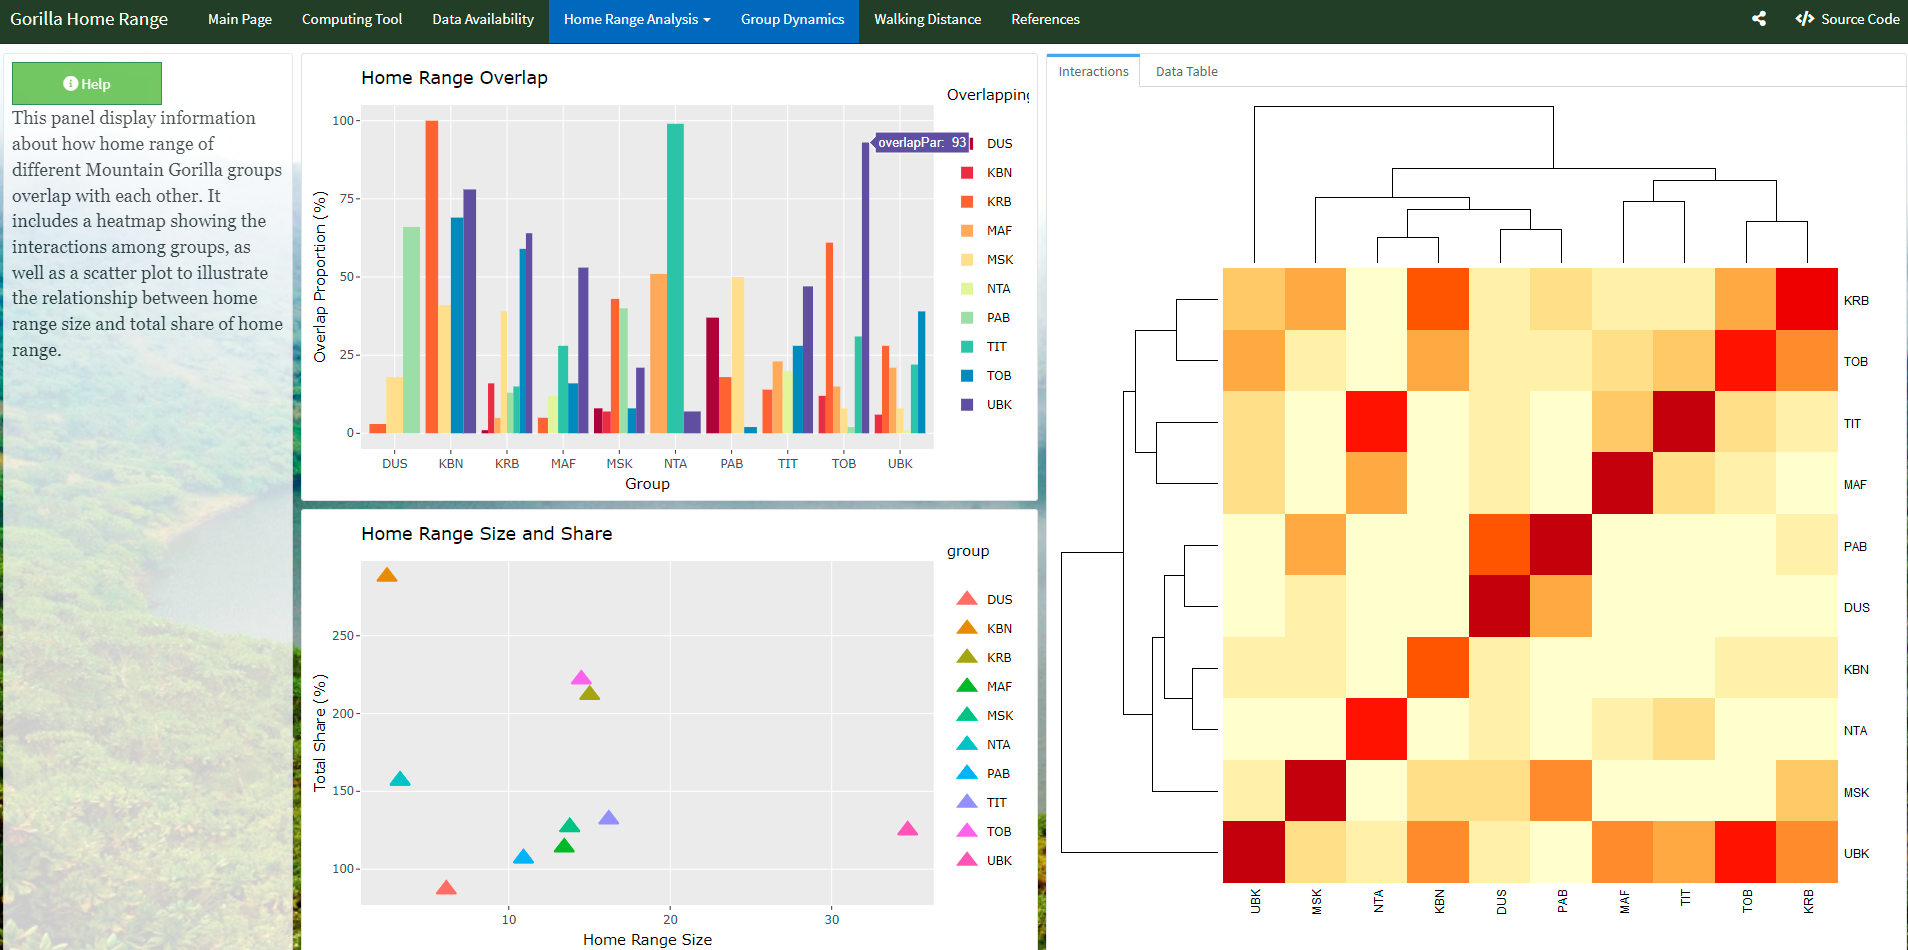 Gorilla Home Range
Main Page
Computing Tool
Data Availability
Home Range Analysis
Group Dynamics
Walking Distance
References
Source Code
Help
This panel display information
about how home range of
different Mountain Gorilla groups
overlap with each other. It
includes a heatmap showing the
interactions among groups, as
well as a scatter plot to illustrate
the relationship between home
range size and total share of home
range.
Home Range Overlap
Overlap Proportion (%)
100
75
50
25
0
overlapPar: 93
DUS
KBN
KRB
MAF
MSK
NTA
PAB
TIT
TOB
UBK
Group
Overlapping
DUS
KBN
KRB
MAF
MSK
NTA
PAB
TIT
TOB
UBK
Home Range Size and Share
Total Share (%)
250
200
150
100
10
20
30
Home Range Size
group
DUS
KBN
KRB
MAF
MSK
NTA
PAB
TIT
TOB
UBK
Interactions
Data Table
KRB
TOB
TIT
MAF
PAB
DUS
KBN
NTA
MSK
UBK
UBK
MSK
NTA
KBN
DUS
PAB
MAF
TIT
TOB
KRB